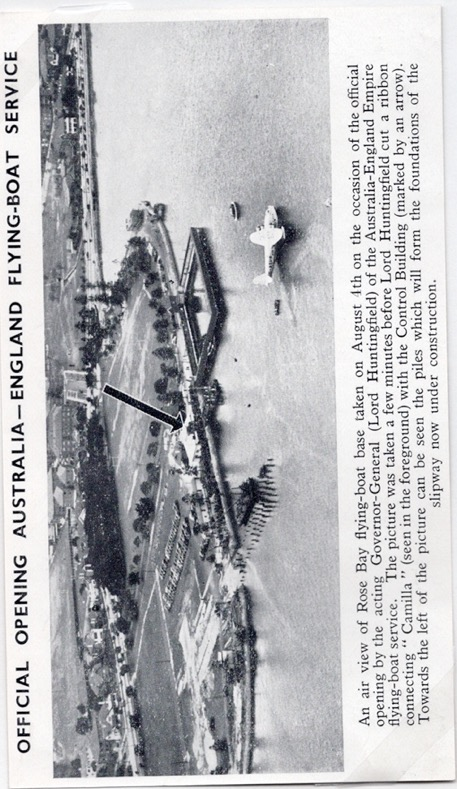 OFFICIAL OPENING AUSTRALIA—ENGLAND FLYING-BOAT SERVICE
An air view of Rose Bay flying-boat base taken on August 4th on the occasion of the official
opening by the acting Governor-General (Lord Huntingfield) of the Australia-England Empire
flying-boat service. The picture was taken a few minutes before Lord Huntingfield cut a ribbon
connecting "Camilla" (seen in the foreground) with the Control Building (marked by an arrow).
Towards the left of the picture can be seen the piles which will form the foundations of the
slipway now under construction.